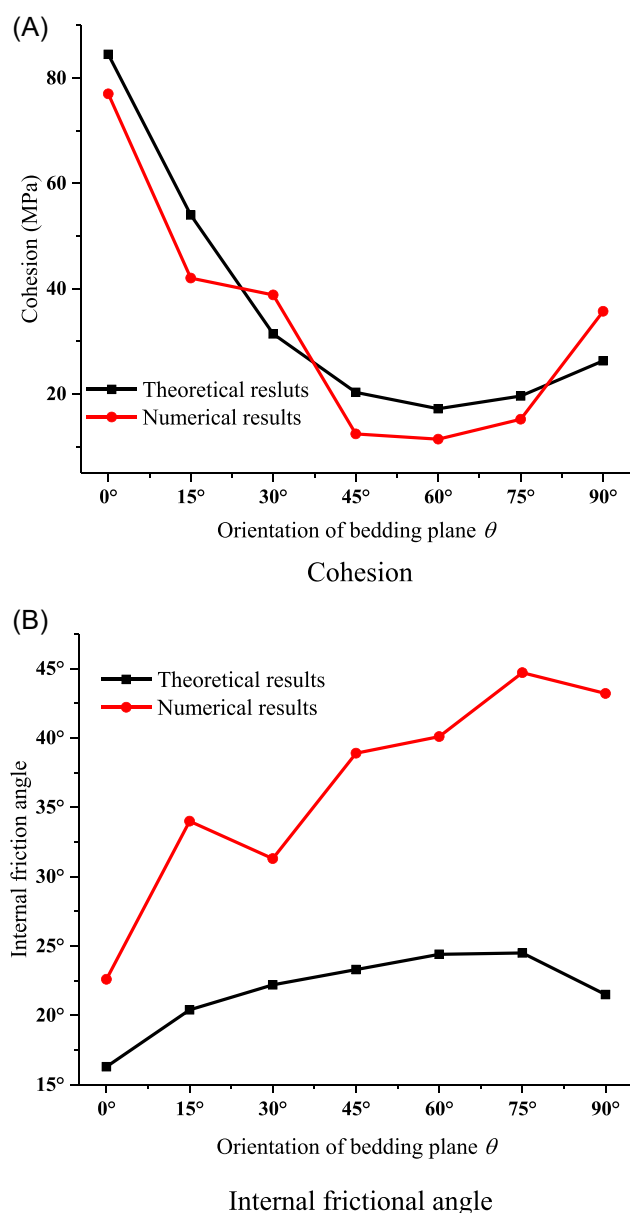 (A)
80
60
40
20
Cohesion (MPa)
Theoretical resluts
Numerical results
0° 15° 30° 45° 60° 75° 90°
Orientation of bedding plane θ
Cohesion
(B)
45°
40°
35°
30°
25°
20°
15°
Internal friction angle
Theoretical results
Numerical results
0° 15° 30° 45° 60° 75° 90°
Orientation of bedding plane θ
Internal frictional angle